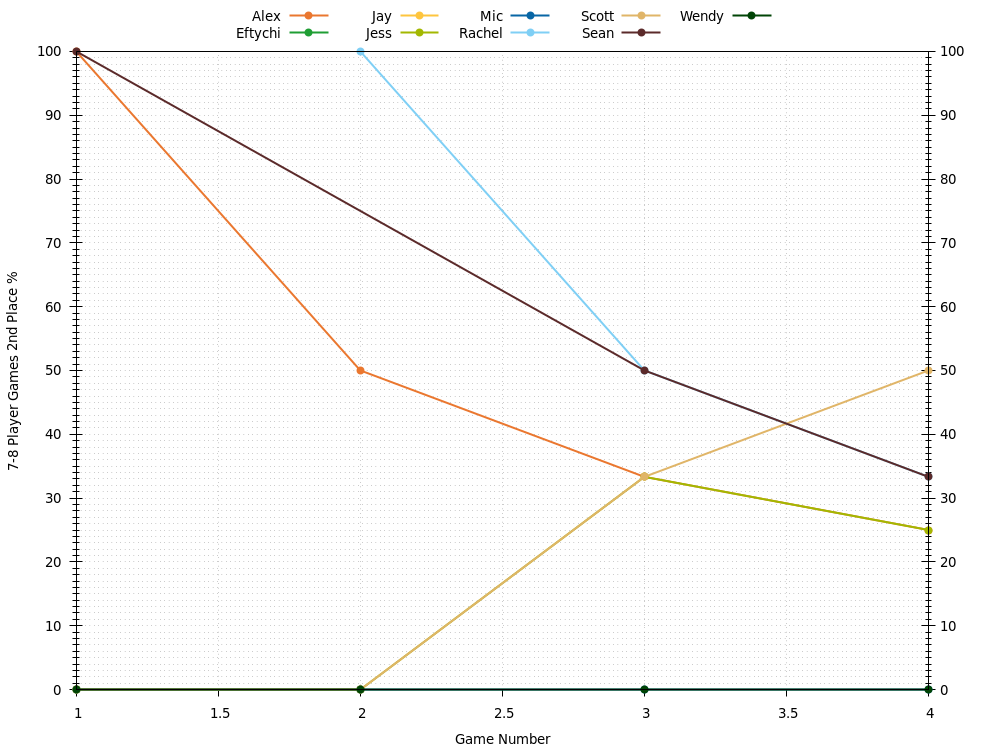 Alex Jay Mic Scott Wendy
Eftychi Jess Rachel Sean
100 100
90 90
80 80
70 70
60 60
50 50
40 40
30 30
20 20
10 10
0 0
7-8 Player Games 2nd Place %
1 1.5 2 2.5 3 3.5 4
Game Number